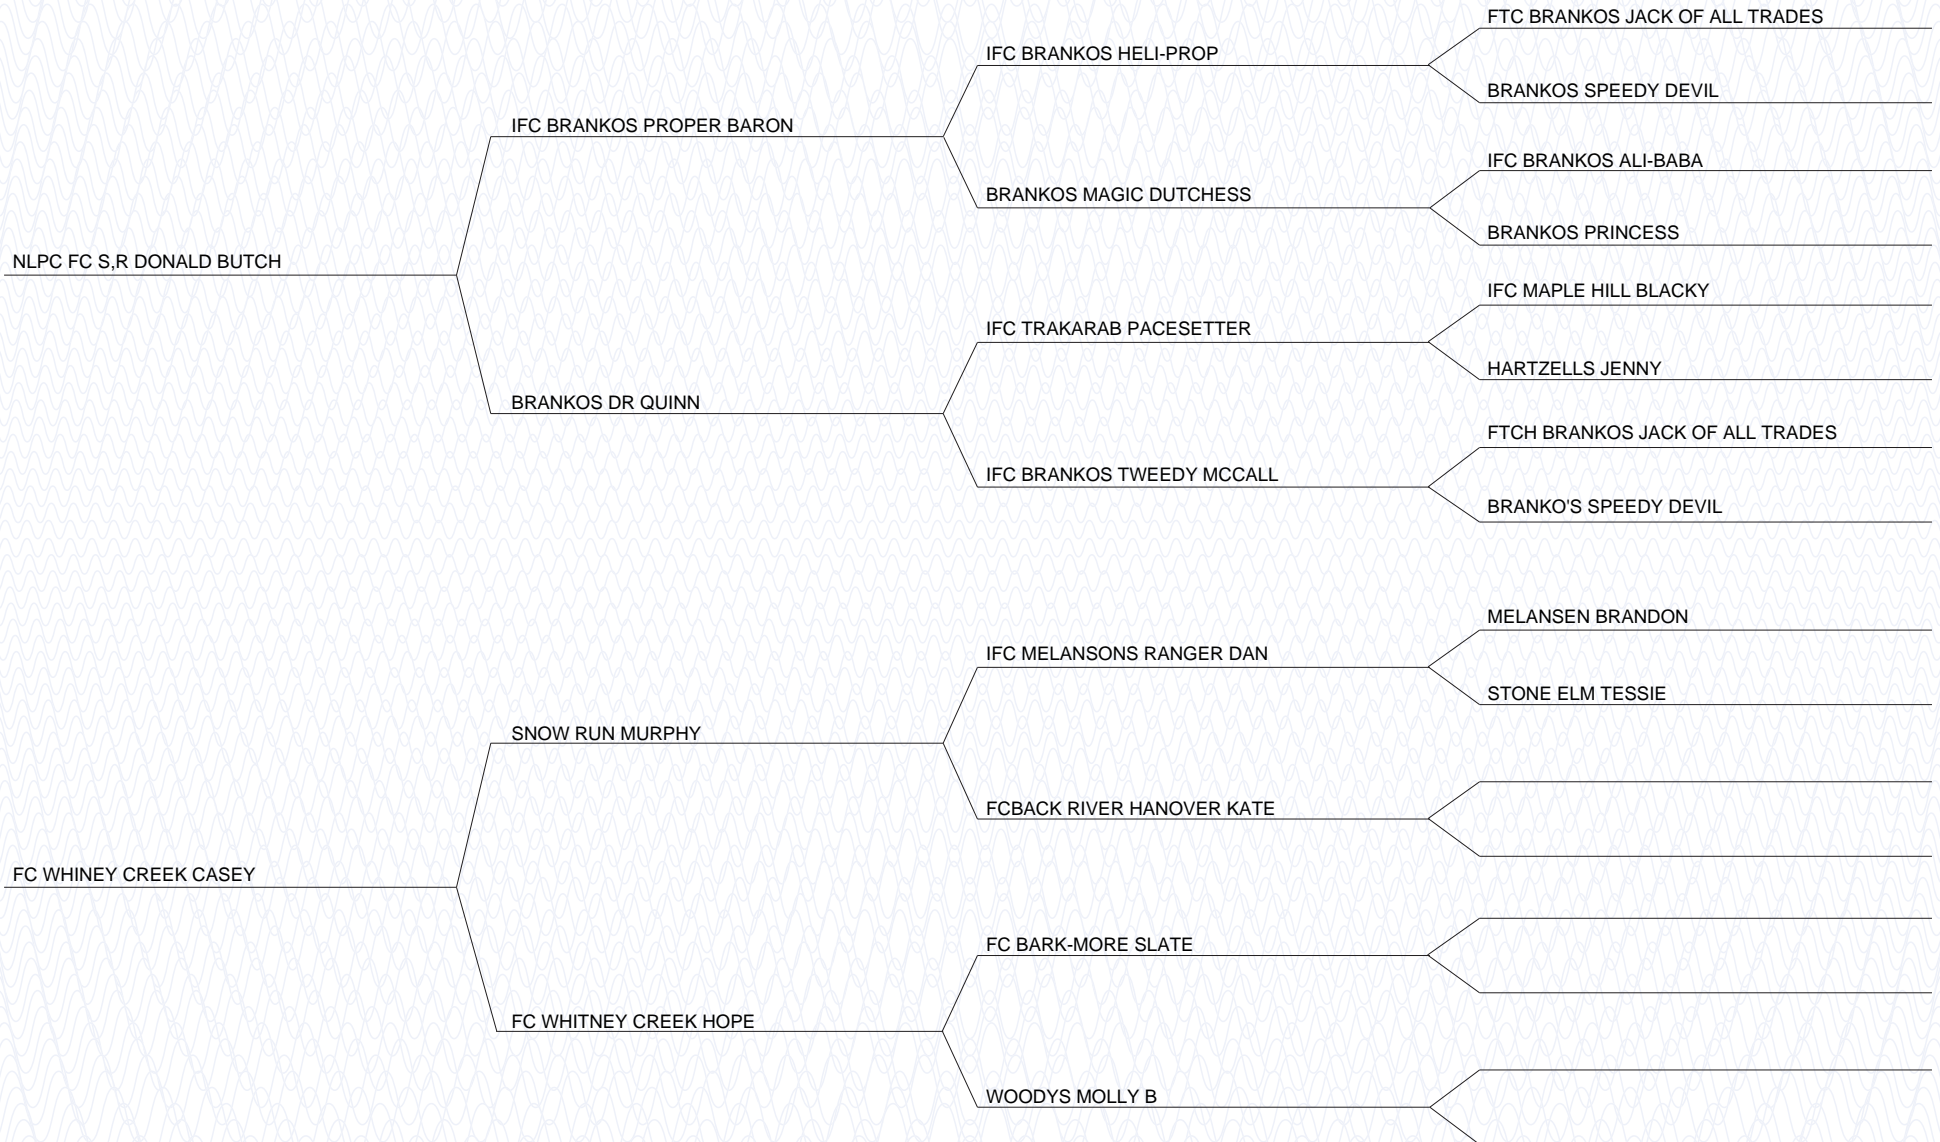 FTC BRANKOS JACK OF ALL TRADES
IFC BRANKOS HELI-PROP
BRANKOS SPEEDY DEVIL
IFC BRANKOS PROPER BARON
IFC BRANKOS ALI-BABA
BRANKOS MAGIC DUTCHESS
BRANKOS PRINCESS
NLPC FC S,R DONALD BUTCH
IFC MAPLE HILL BLACKY
IFC TRAKARAB PACESETTER
HARTZELLS JENNY
BRANKOS DR QUINN
FTCH BRANKOS JACK OF ALL TRADES
IFC BRANKOS TWEEDY MCCALL
BRANKO'S SPEEDY DEVIL
MELANSEN BRANDON
IFC MELANSONS RANGER DAN
STONE ELM TESSIE
SNOW RUN MURPHY
FCBACK RIVER HANOVER KATE
FC WHINEY CREEK CASEY
FC BARK-MORE SLATE
FC WHITNEY CREEK HOPE
WOODYS MOLLY B